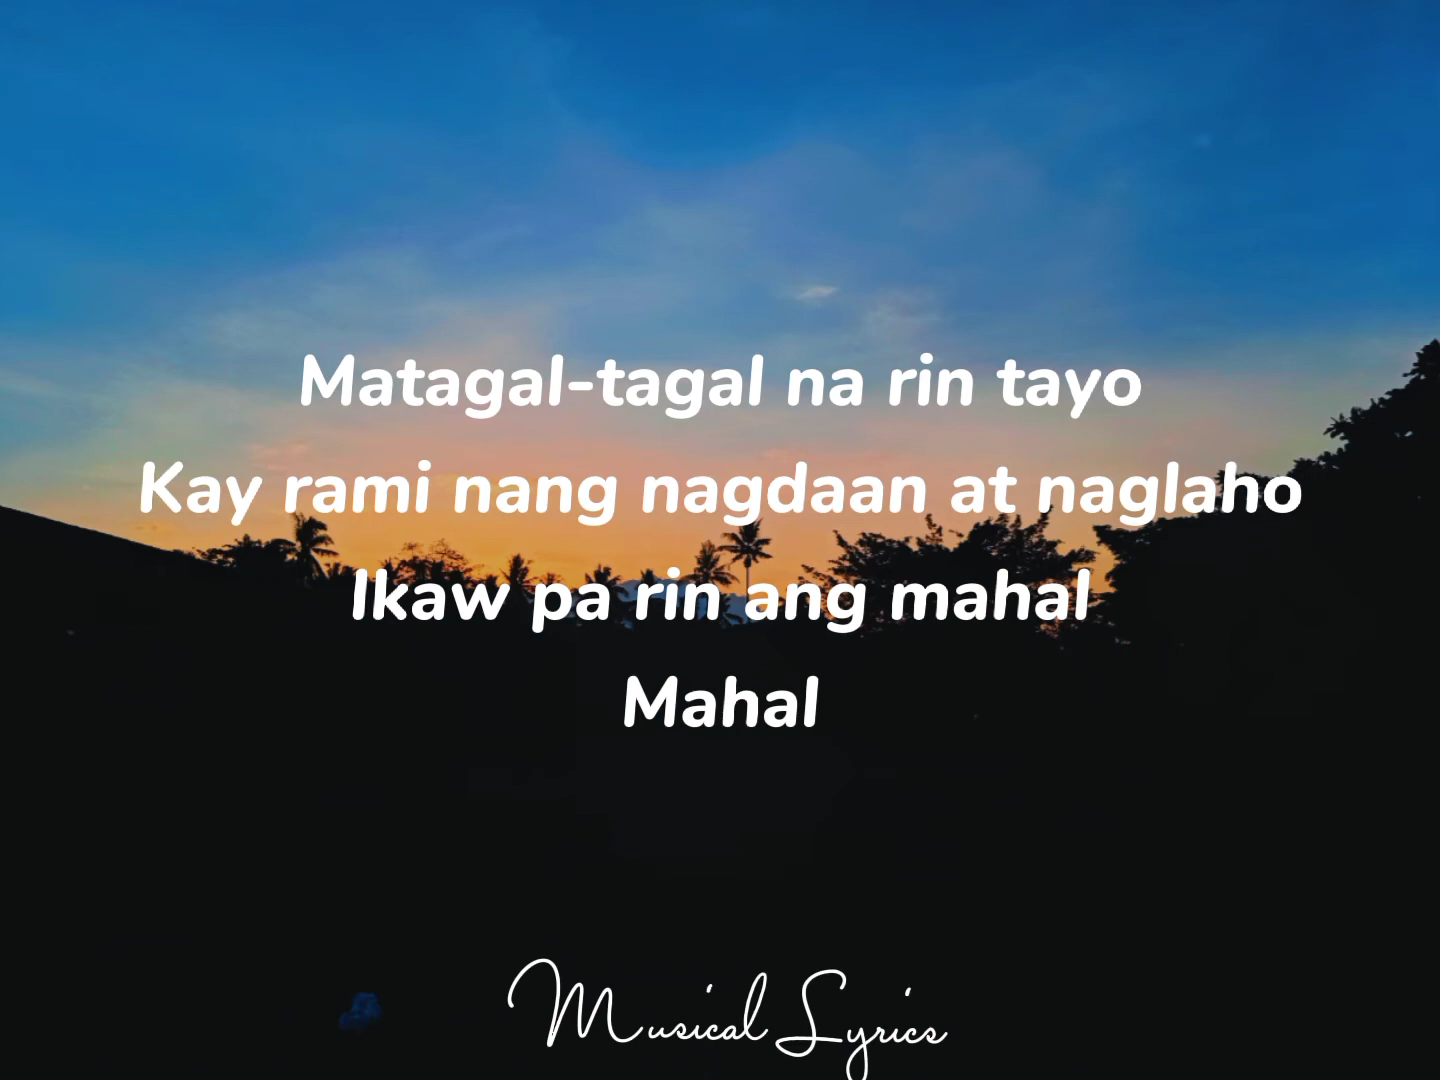 Matagal-tagal na rin tayo
Kay rami nang nagdaan at naglaho
Ikaw pa rin ang mahal
Mahal
Musical Lyrics